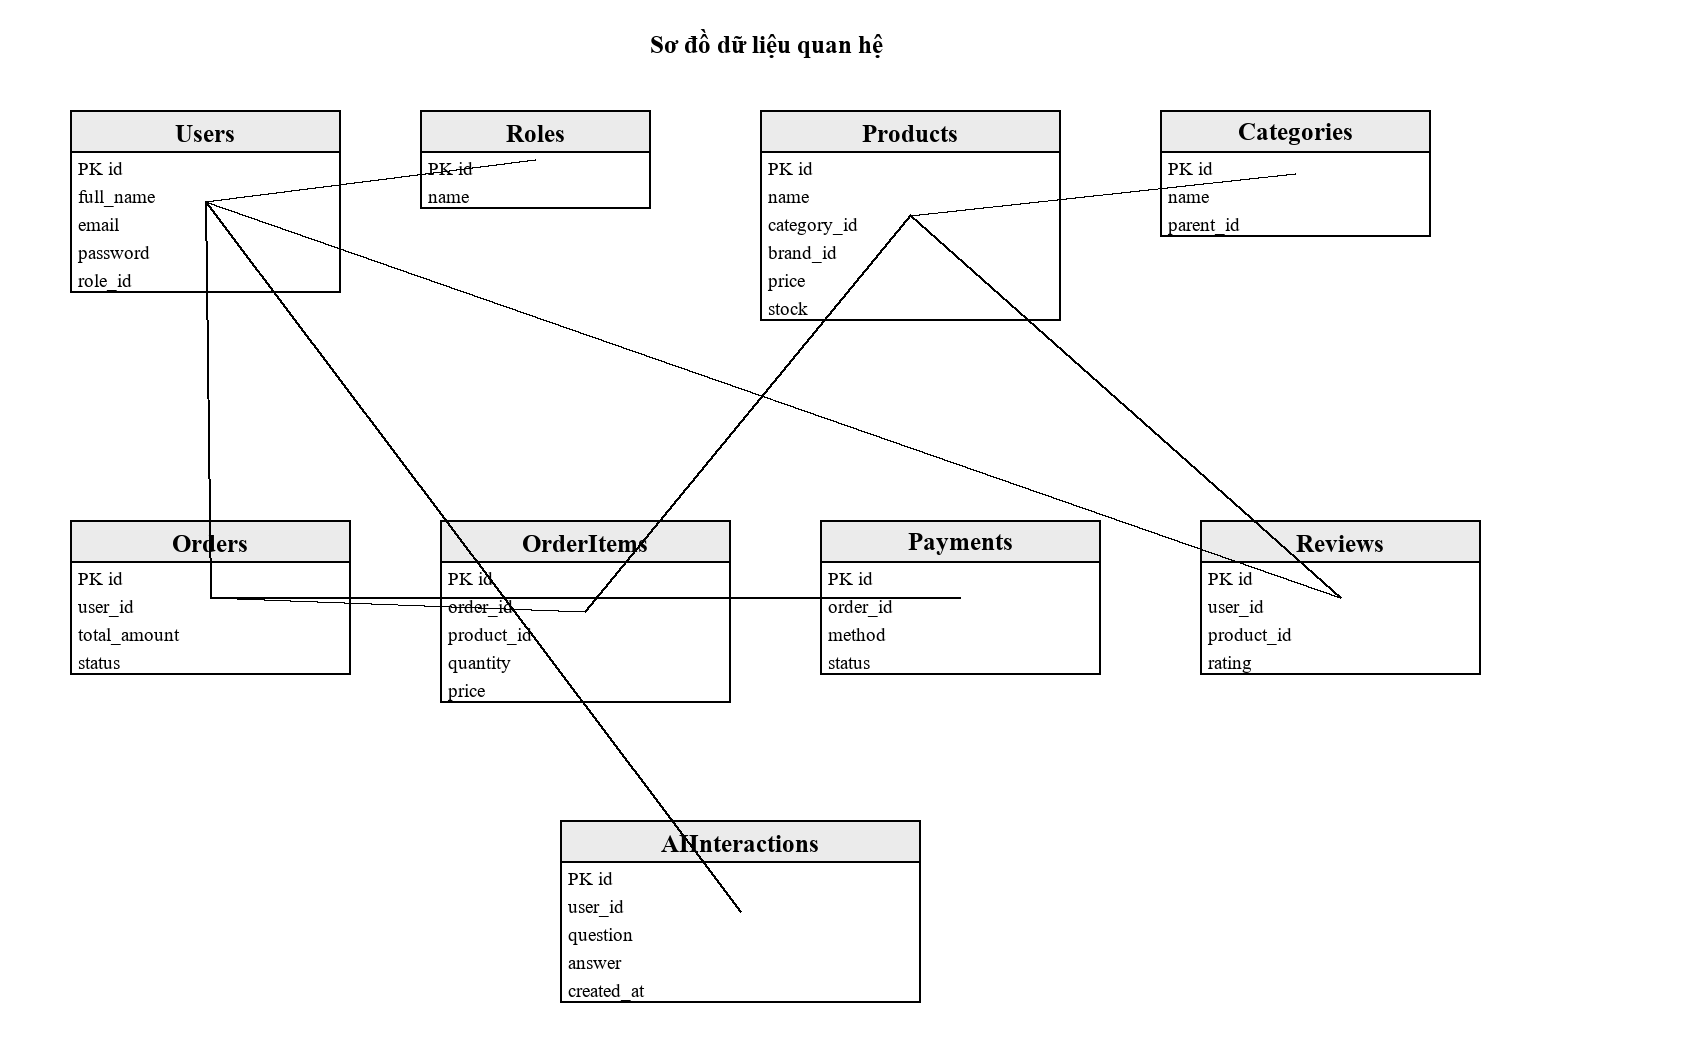 Sơ đồ dữ liệu quan hệ
Users
PK id
full_name
email
password
role_id
Roles
PK id
name
Products
PK id
name
category_id
brand_id
price
stock
Categories
PK id
name
parent_id
Orders
PK id
user_id
total_amount
status
OrderItems
PK id
order_id
product_id
quantity
price
Payments
PK id
order_id
method
status
Reviews
PK id
user_id
product_id
rating
AIInteractions
PK id
user_id
question
answer
created_at